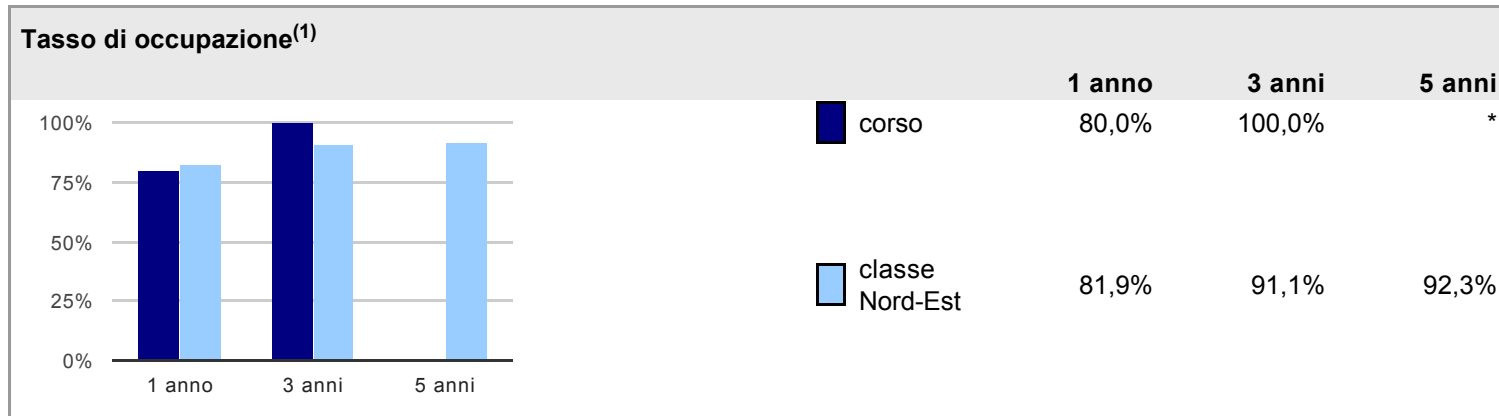 Tasso di occupazione(1)
1 anno 3 anni 5 anni
100%
75%
50%
25%
0%
1 anno 3 anni 5 anni
corso 80,0% 100,0% *
classe
Nord-Est 81,9% 91,1% 92,3%